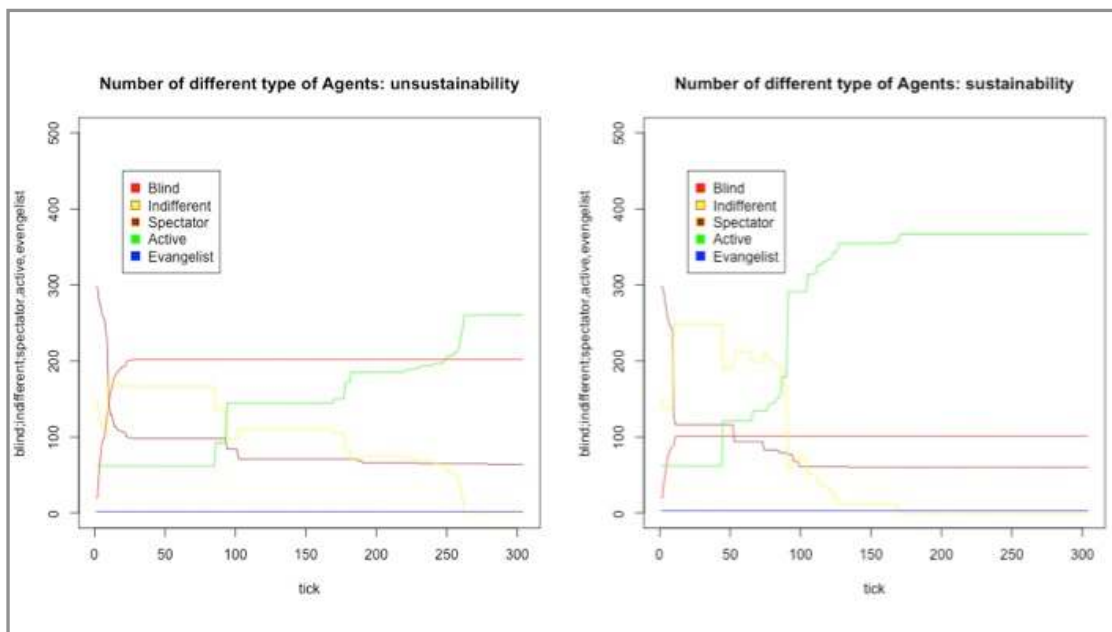 Number of different type of Agents: unsustainability
blind;indifferent;spectator,active,evengelist
500
400
300
200
100
0
Blind
Indifferent
Spectator
Active
Evangelist
0 50 100 150 200 250 300
tick
Number of different type of Agents: sustainability
blind;indifferent;spectator,active,evengelist
500
400
300
200
100
0
Blind
Indifferent
Spectator
Active
Evangelist
0 50 100 150 200 250 300
tick